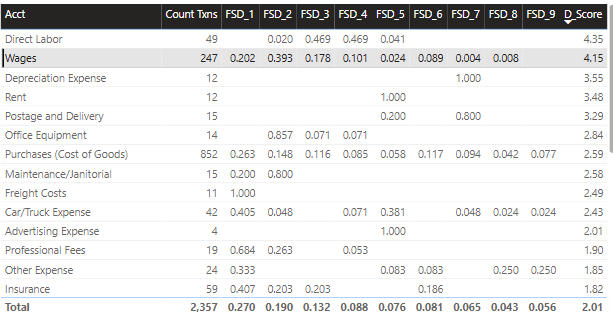 Acct Count Txns FSD_1 FSD_2 FSD_3 FSD_4 FSD_5 FSD_6 FSD_7 FSD_8 FSD_9 D_Score
Direct Labor 49 0.020 0.469 0.469 0.041 4.35
Wages 247 0.202 0.393 0.178 0.101 0.024 0.089 0.004 0.008 4.15
Depreciation Expense 12 1.000 3.55
Rent 12 1.000 3.48
Postage and Delivery 15 0.200 0.800 3.29
Office Equipment 14 0.857 0.071 0.071 2.84
Purchases (Cost of Goods) 852 0.263 0.148 0.116 0.085 0.058 0.117 0.094 0.042 0.077 2.59
Maintenance/Janitorial 15 0.200 0.800 2.58
Freight Costs 11 1.000 2.49
Car/Truck Expense 42 0.405 0.048 0.071 0.381 0.048 0.024 0.024 2.43
Advertising Expense 4 1.000 2.01
Professional Fees 19 0.684 0.263 0.053 1.90
Other Expense 24 0.333 0.083 0.083 0.250 0.250 1.85
Insurance 59 0.407 0.203 0.203 0.186 1.82
Total 2,357 0.270 0.190 0.132 0.088 0.076 0.081 0.065 0.043 0.056 2.01